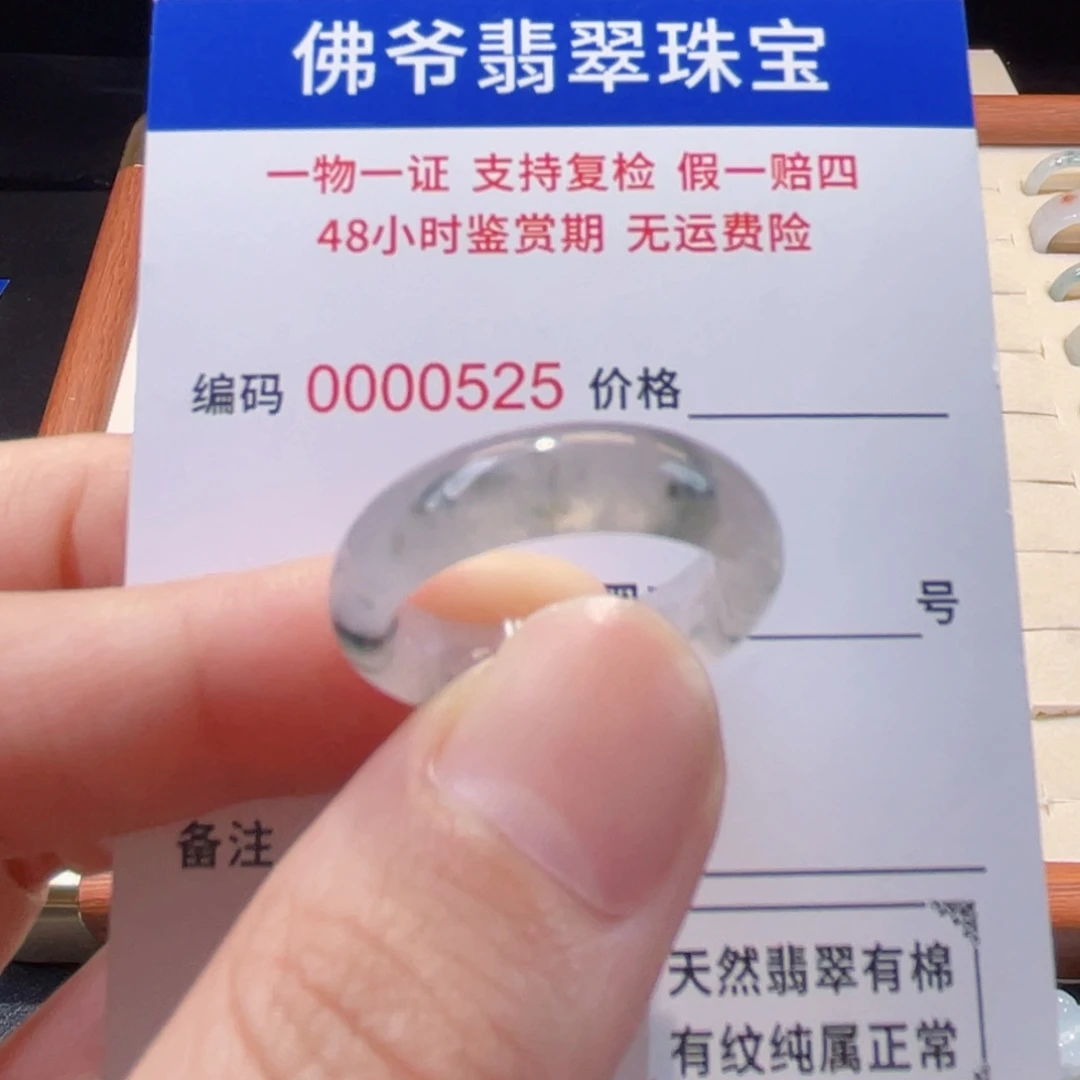 佛爷翡翠珠宝
一物一证 支持复检 假一赔四
48小时鉴赏期 无运费险
编码 0000525 价格
号
备注
天然翡翠有棉
有纹纯属正常